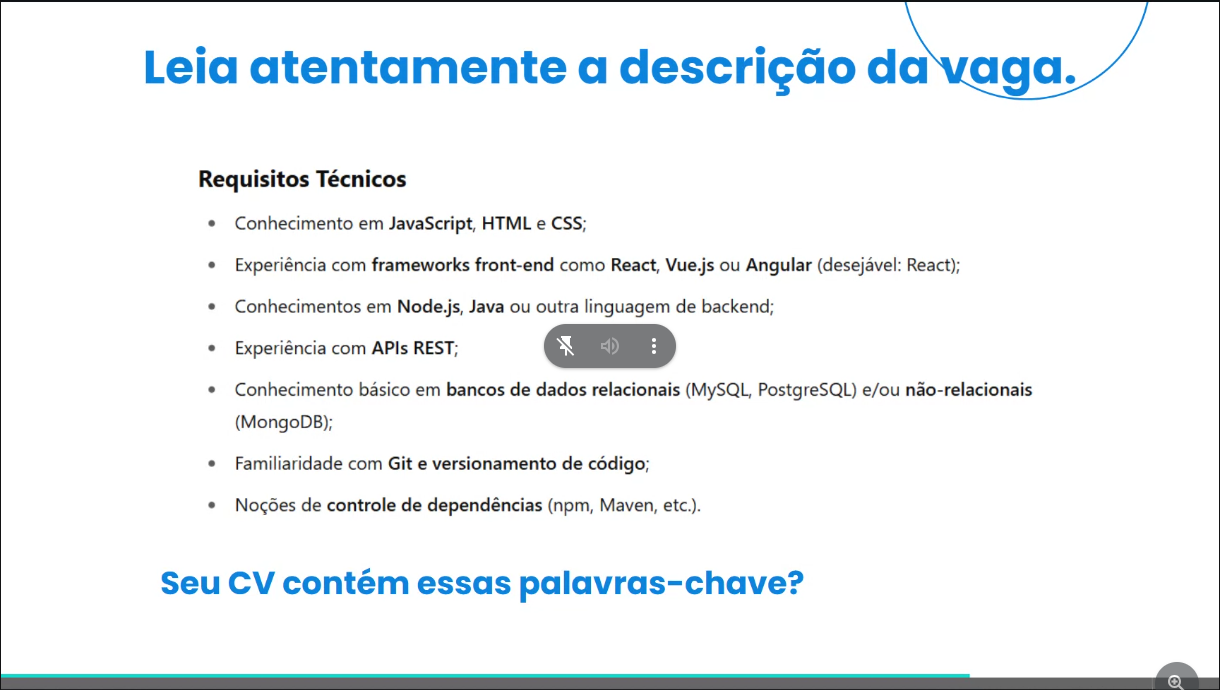 Leia atentamente a descrição da vaga.
Requisitos Técnicos
Conhecimento em JavaScript, HTML e CSS;
Experiência com frameworks front-end como React, Vue.js ou Angular (desejável: React);
Conhecimentos em Node.js, Java ou outra linguagem de backend;
Experiência com APIs REST;
Conhecimento básico em bancos de dados relacionais (MySQL, PostgreSQL) e/ou não-relacionais
(MongoDB);
Familiaridade com Git e versionamento de código;
Noções de controle de dependências (npm, Maven, etc.).
Seu CV contém essas palavras-chave?